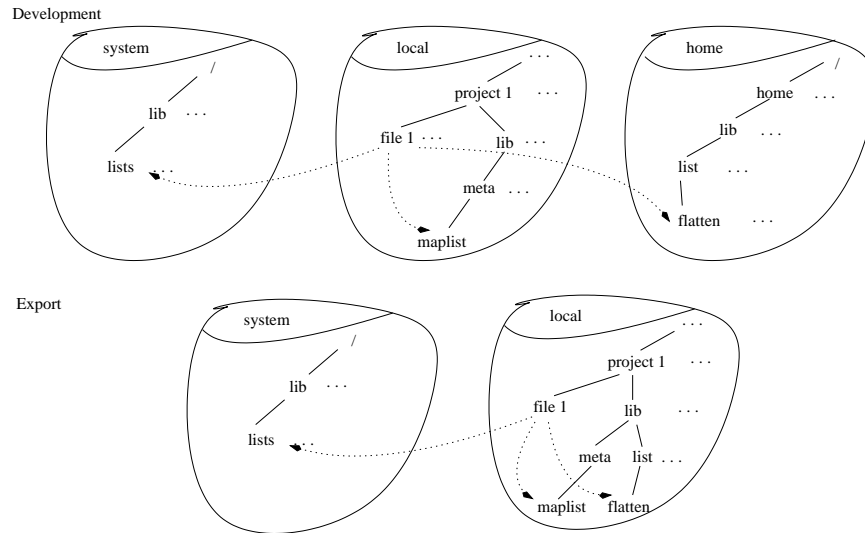 Development
system
/
lib ...
lists ...
local
...
project 1 ...
file 1 ...
lib ...
meta ...
maplist
home
/
home ...
lib ...
list ...
flatten ...
Export
system
/
lib ...
lists ...
local
...
project 1 ...
file 1
lib ...
meta
list ...
maplist
flatten